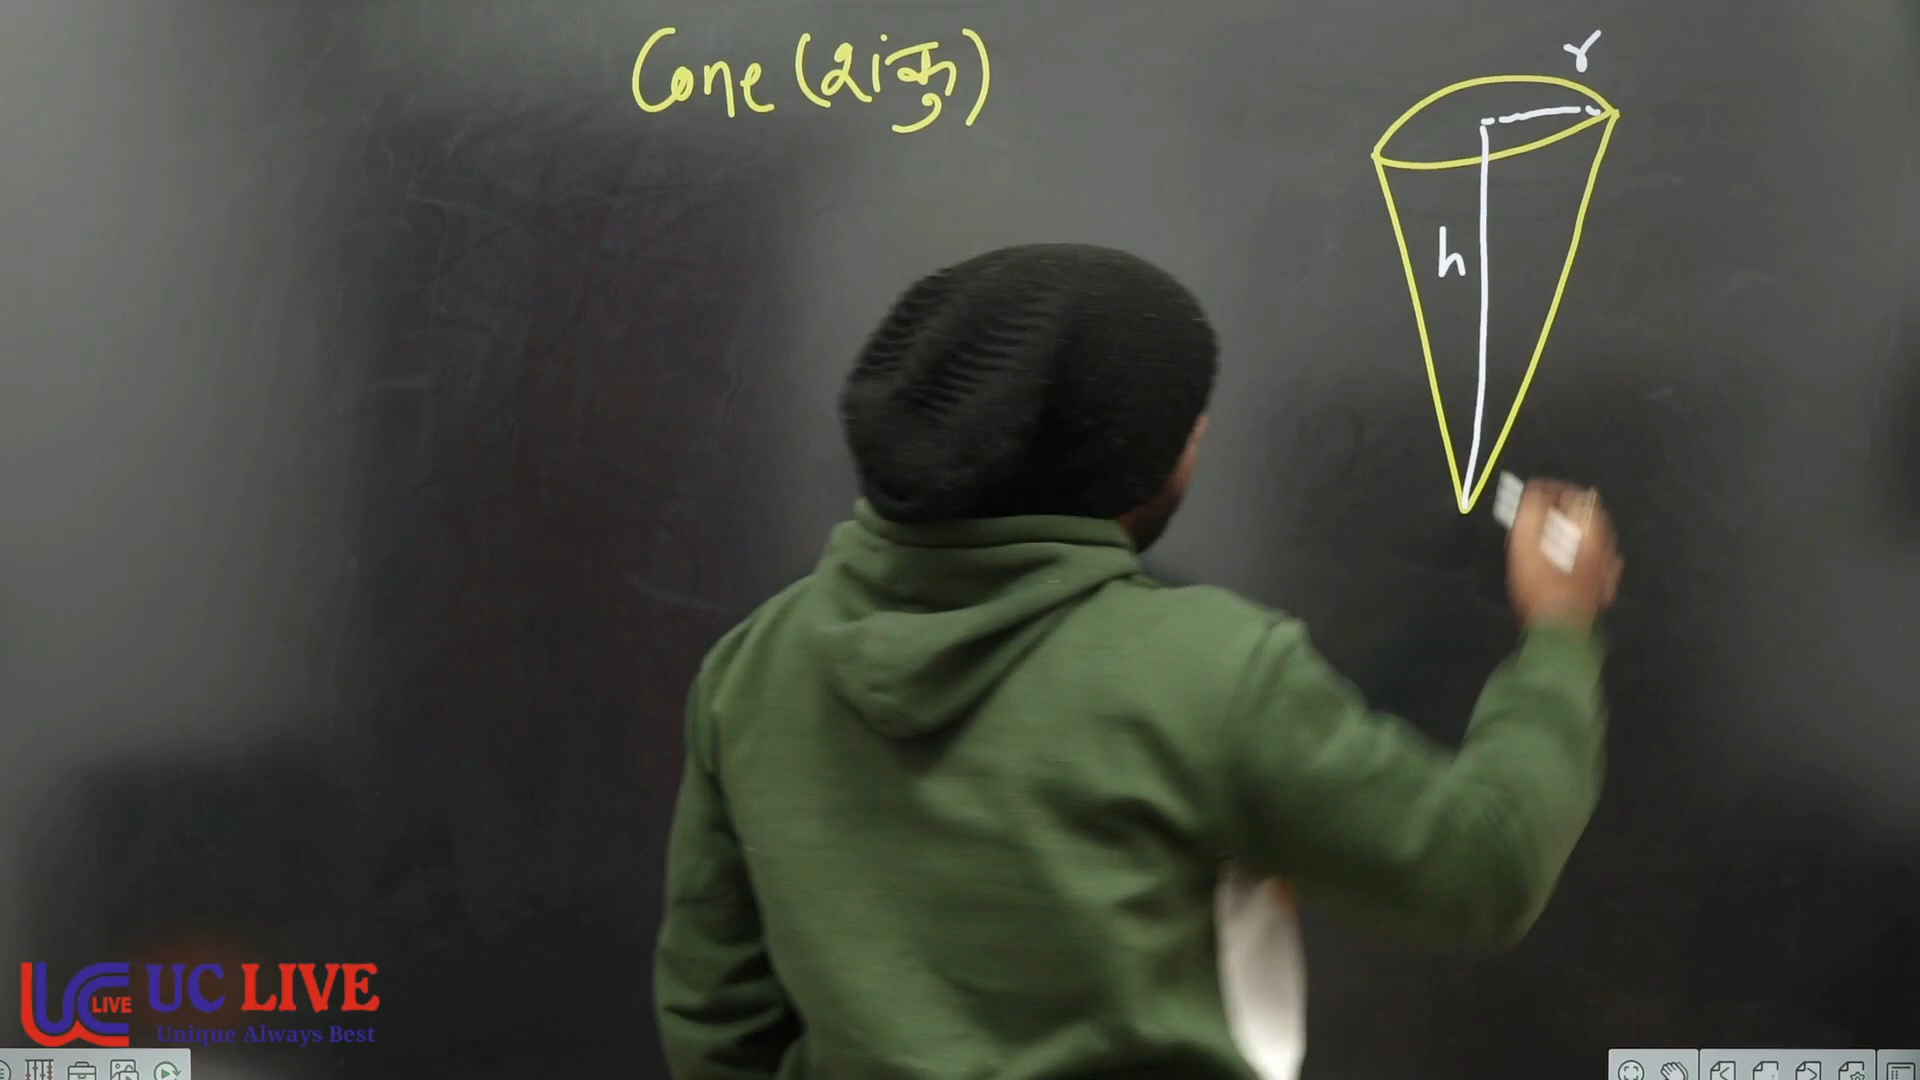 Cone (शंकु)
r
h
LIVE UC LIVE
Unique Always Best